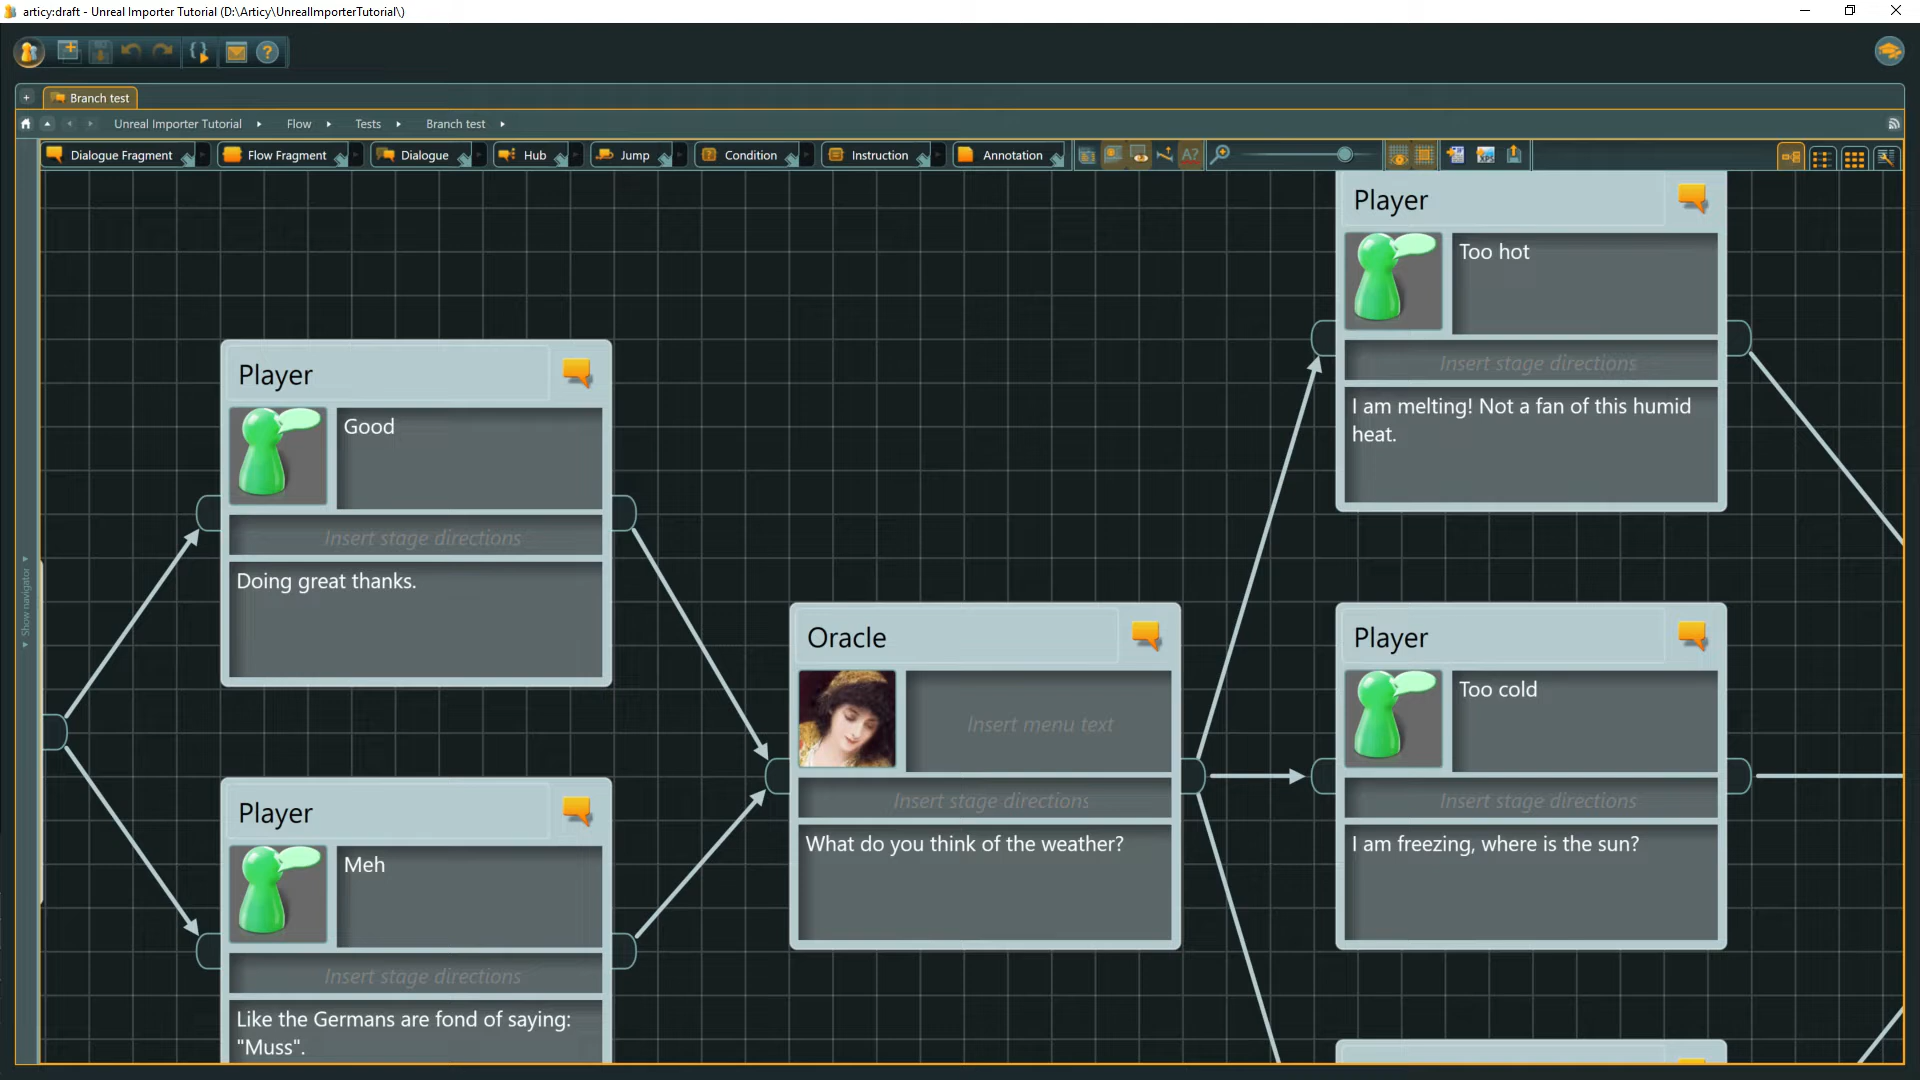 articy:draft - Unreal Importer Tutorial (D:\Articy\UnrealImporterTutorial\)
Branch test
Unreal Importer Tutorial
Flow
Tests
Branch test
Dialogue Fragment
Flow Fragment
Dialogue
Hub
Jump
Condition
Instruction
Annotation
A?
Show navigator
Player
Good
Insert stage directions
Doing great thanks.
Player
Meh
Insert stage directions
Like the Germans are fond of saying:
"Muss".
Oracle
Insert menu text
Insert stage directions
What do you think of the weather?
Player
Too hot
Insert stage directions
I am melting! Not a fan of this humid
heat.
Player
Too cold
Insert stage directions
I am freezing, where is the sun?